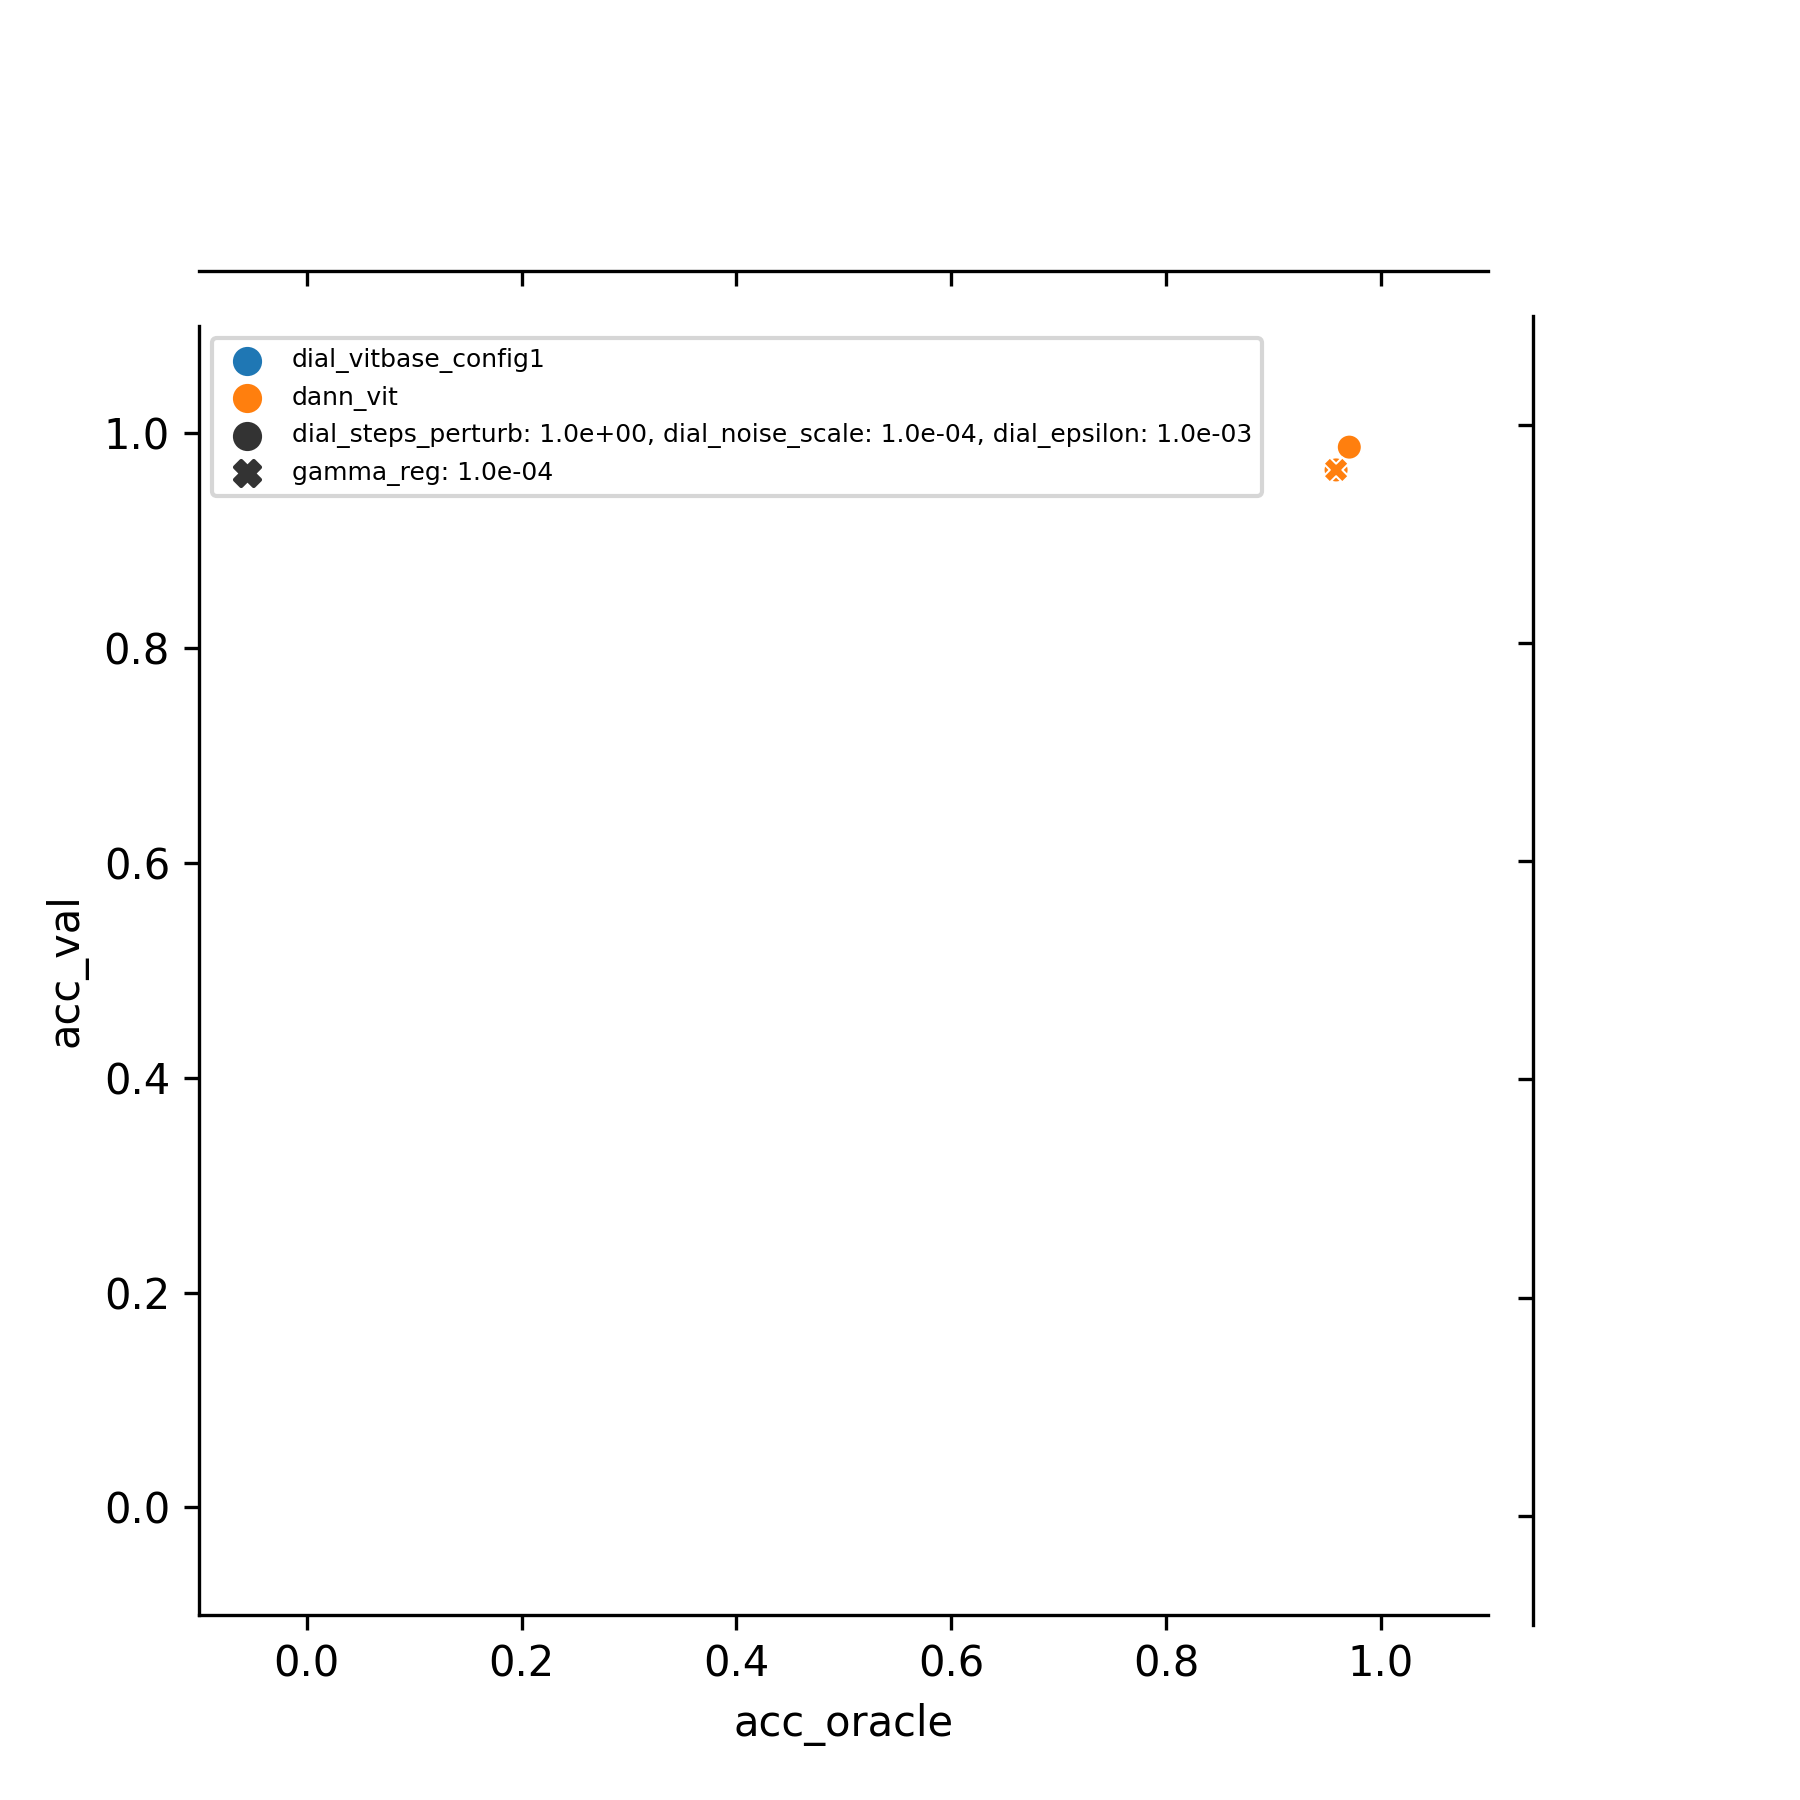 dial_vitbase_config1
dann_vit
dial_steps_perturb: 1.0e+00, dial_noise_scale: 1.0e-04, dial_epsilon: 1.0e-03
gamma_reg: 1.0e-04
1.0
0.8
0.6
0.4
0.2
0.0
acc_val
0.0 0.2 0.4 0.6 0.8 1.0
acc_oracle